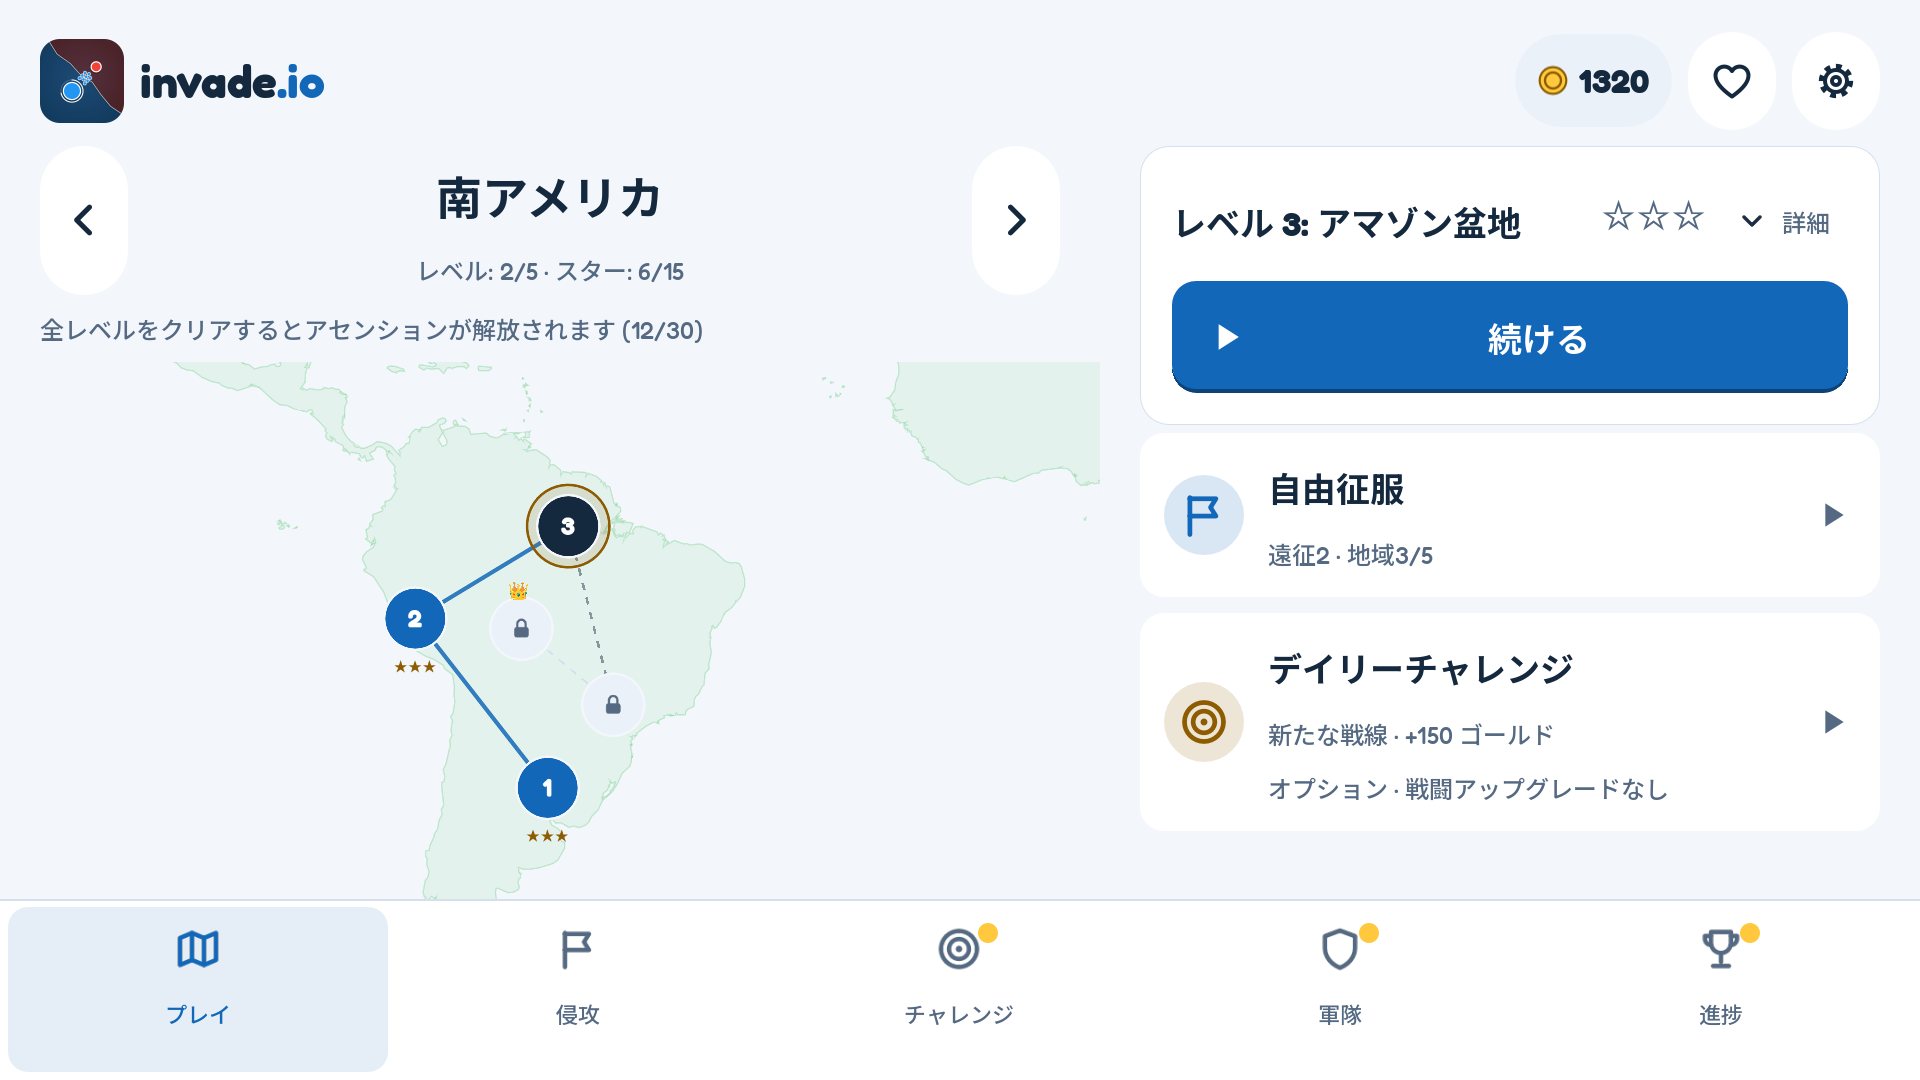 invade.io
1320
南アメリカ
レベル: 2/5 · スター: 6/15
全レベルをクリアするとアセンションが解放されます (12/30)
3
2
★★★
1
★★★
レベル 3: アマゾン盆地
☆☆☆
詳細
続ける
自由征服
遠征2 · 地域3/5
デイリーチャレンジ
新たな戦線 · +150 ゴールド
オプション · 戦闘アップグレードなし
プレイ
侵攻
チャレンジ
軍隊
進捗